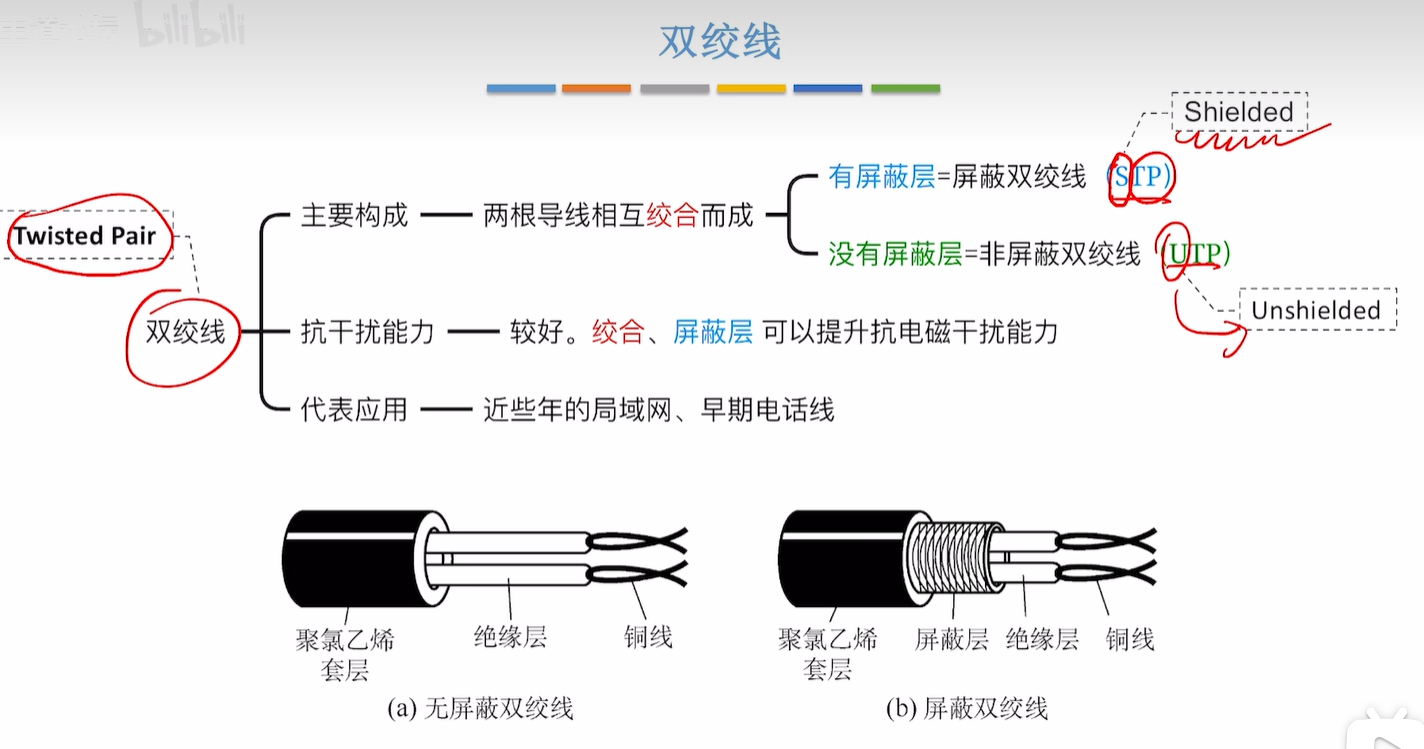 bilibili
双绞线
Shielded
有屏蔽层=屏蔽双绞线 (STP)
Twisted Pair
主要构成 两根导线相互绞合而成
没有屏蔽层=非屏蔽双绞线 (UTP)
Unshielded
双绞线
抗干扰能力 较好。绞合、屏蔽层 可以提升抗电磁干扰能力
代表应用 近些年的局域网、早期电话线
聚氯乙烯
套层
绝缘层
铜线
(a) 无屏蔽双绞线
聚氯乙烯
套层
屏蔽层
绝缘层
铜线
(b) 屏蔽双绞线